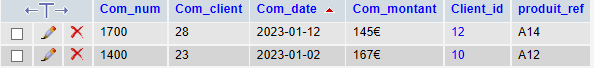 Com_num Com_client Com_date Com_montant Client_id produit_ref
1700 28 2023-01-12 145€ 12 A14
1400 23 2023-01-02 167€ 10 A12